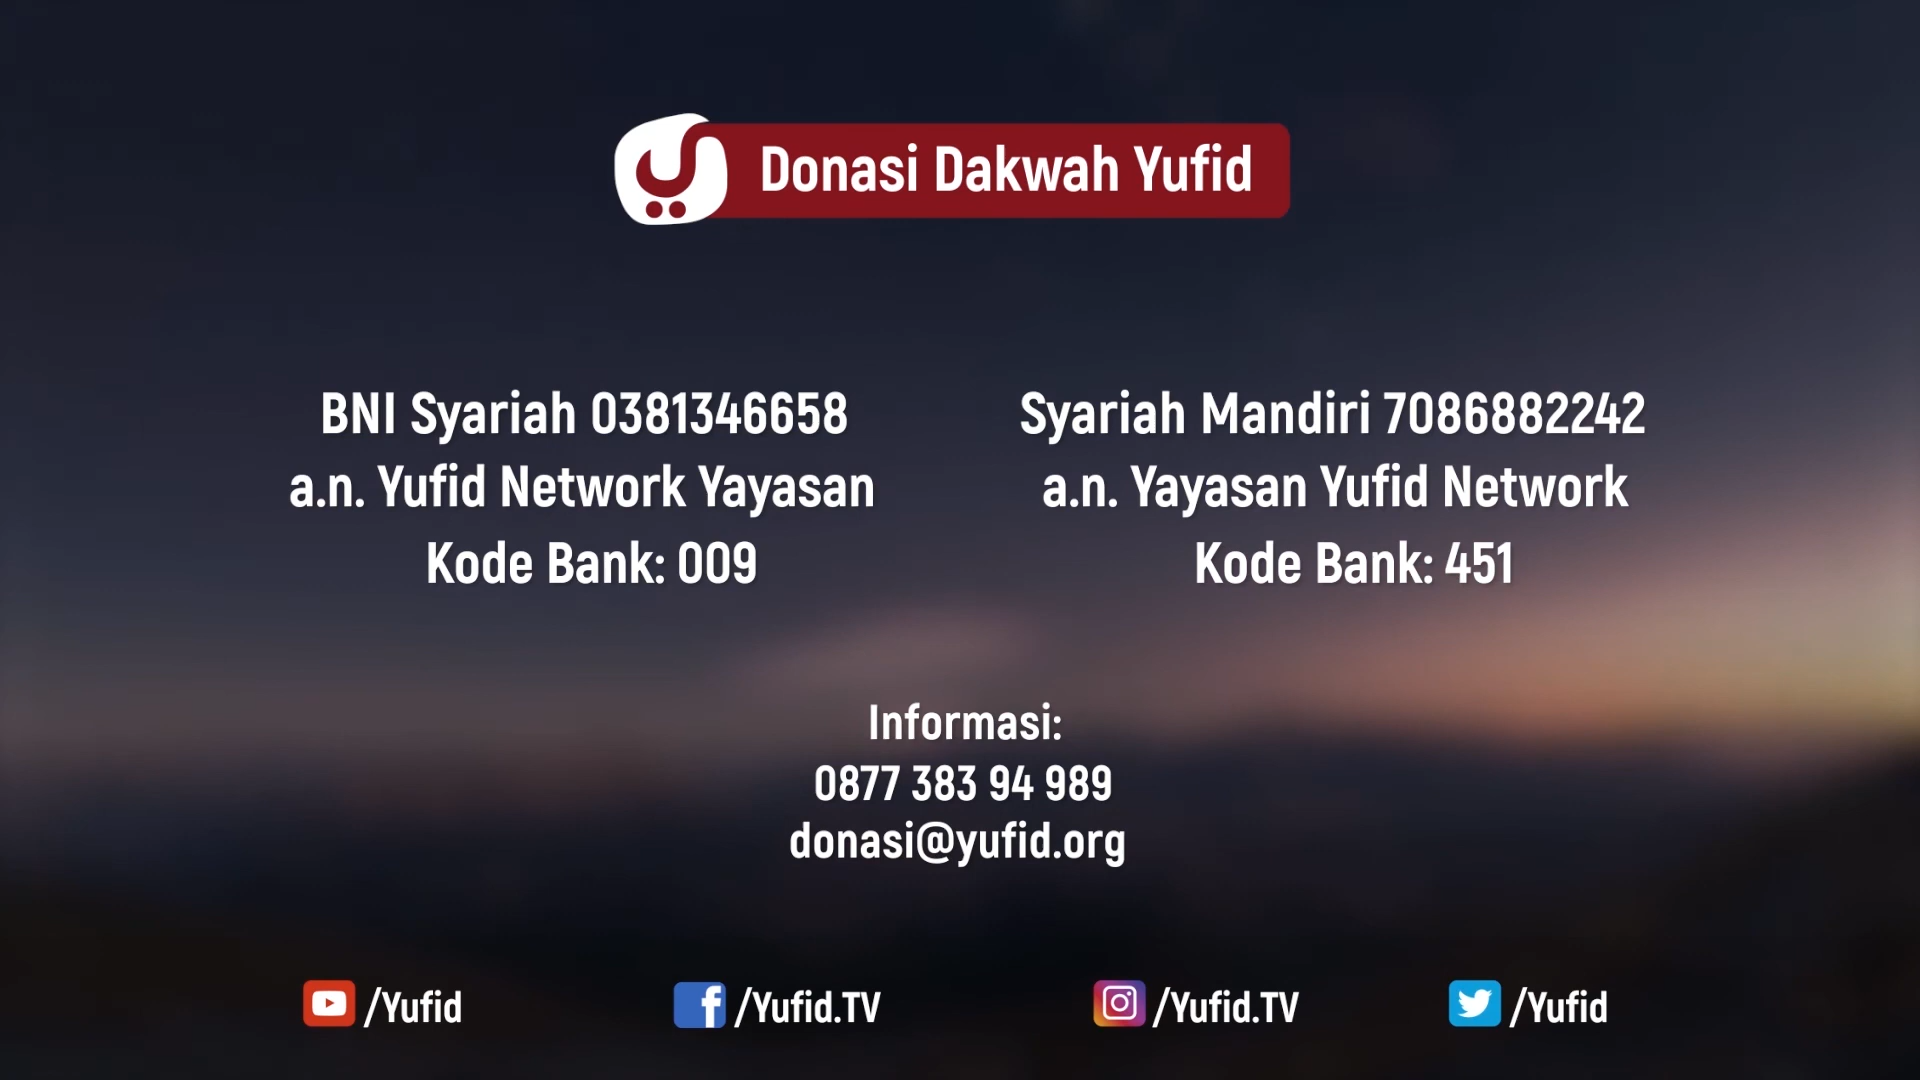 Donasi Dakwah Yufid
BNI Syariah 0381346658
a.n. Yufid Network Yayasan
Kode Bank: 009
Syariah Mandiri 7086882242
a.n. Yayasan Yufid Network
Kode Bank: 451
Informasi:
0877 383 94 989
donasi@yufid.org
/Yufid
/Yufid.TV
/Yufid.TV
/Yufid